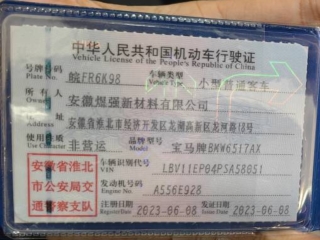 中华人民共和国机动车行驶证
Vehicle License of the People's Republic of China
号牌号码 皖FR6K98 车辆类型 小型普通客车
Plate No. Vehicle Type
所有人 安徽煜强新材料有限公司
Owner
住址 安徽省淮北市经济开发区龙湖高新区龙河路18号
Address
使用性质 非营运 品牌型号 宝马牌BMW6517AX
Use Character Model
安徽省淮北
市公安局交
通警察支队
车辆识别代号 LBV11EP04PSA58051
VIN
发动机号码 A556E928
Engine No.
注册日期 2023-06-08 发证日期 2023-06-08
Register Date Issue Date